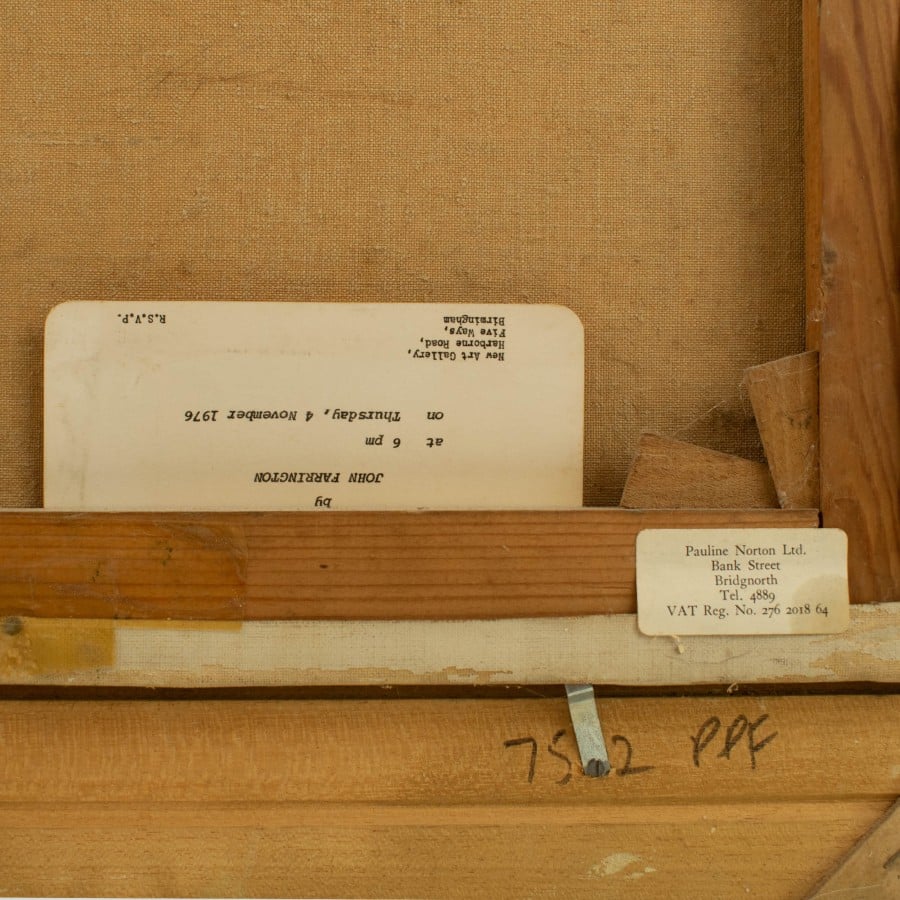 by
JOHN FARRINGTON
at 6 pm
on Thursday, 4 November 1976
New Art Gallery,
Harborne Road,
Five Ways,
Birmingham
R.S.V.P.
Pauline Norton Ltd.
Bank Street
Bridgnorth
Tel. 4889
VAT Reg. No. 276 2018 64
PPF